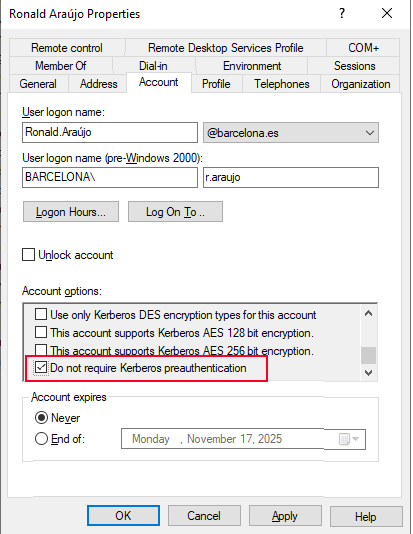 Ronald Araújo Properties
Remote control Remote Desktop Services Profile COM+
Member Of Dial-in Environment Sessions
General Address Account Profile Telephones Organization
User logon name:
Ronald.Araújo @barcelona.es
User logon name (pre-Windows 2000):
BARCELONA\ r.araujo
Logon Hours... Log On To ..
Unlock account
Account options:
Use only Kerberos DES encryption types for this account
This account supports Kerberos AES 128 bit encryption.
This account supports Kerberos AES 256 bit encryption.
Do not require Kerberos preauthentication
Account expires
Never
End of: Monday , November 17, 2025
OK Cancel Apply Help